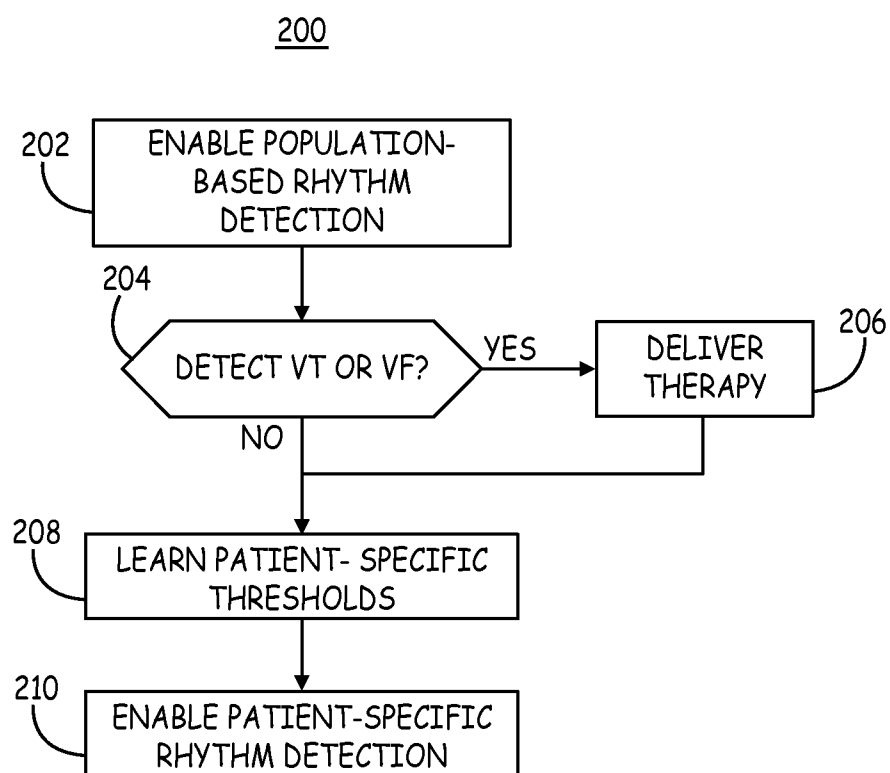 200
202
ENABLE POPULATION-
BASED RHYTHM
DETECTION
204
DETECT VT OR VF?
YES
DELIVER
THERAPY
206
NO
208
LEARN PATIENT- SPECIFIC
THRESHOLDS
210
ENABLE PATIENT-SPECIFIC
RHYTHM DETECTION